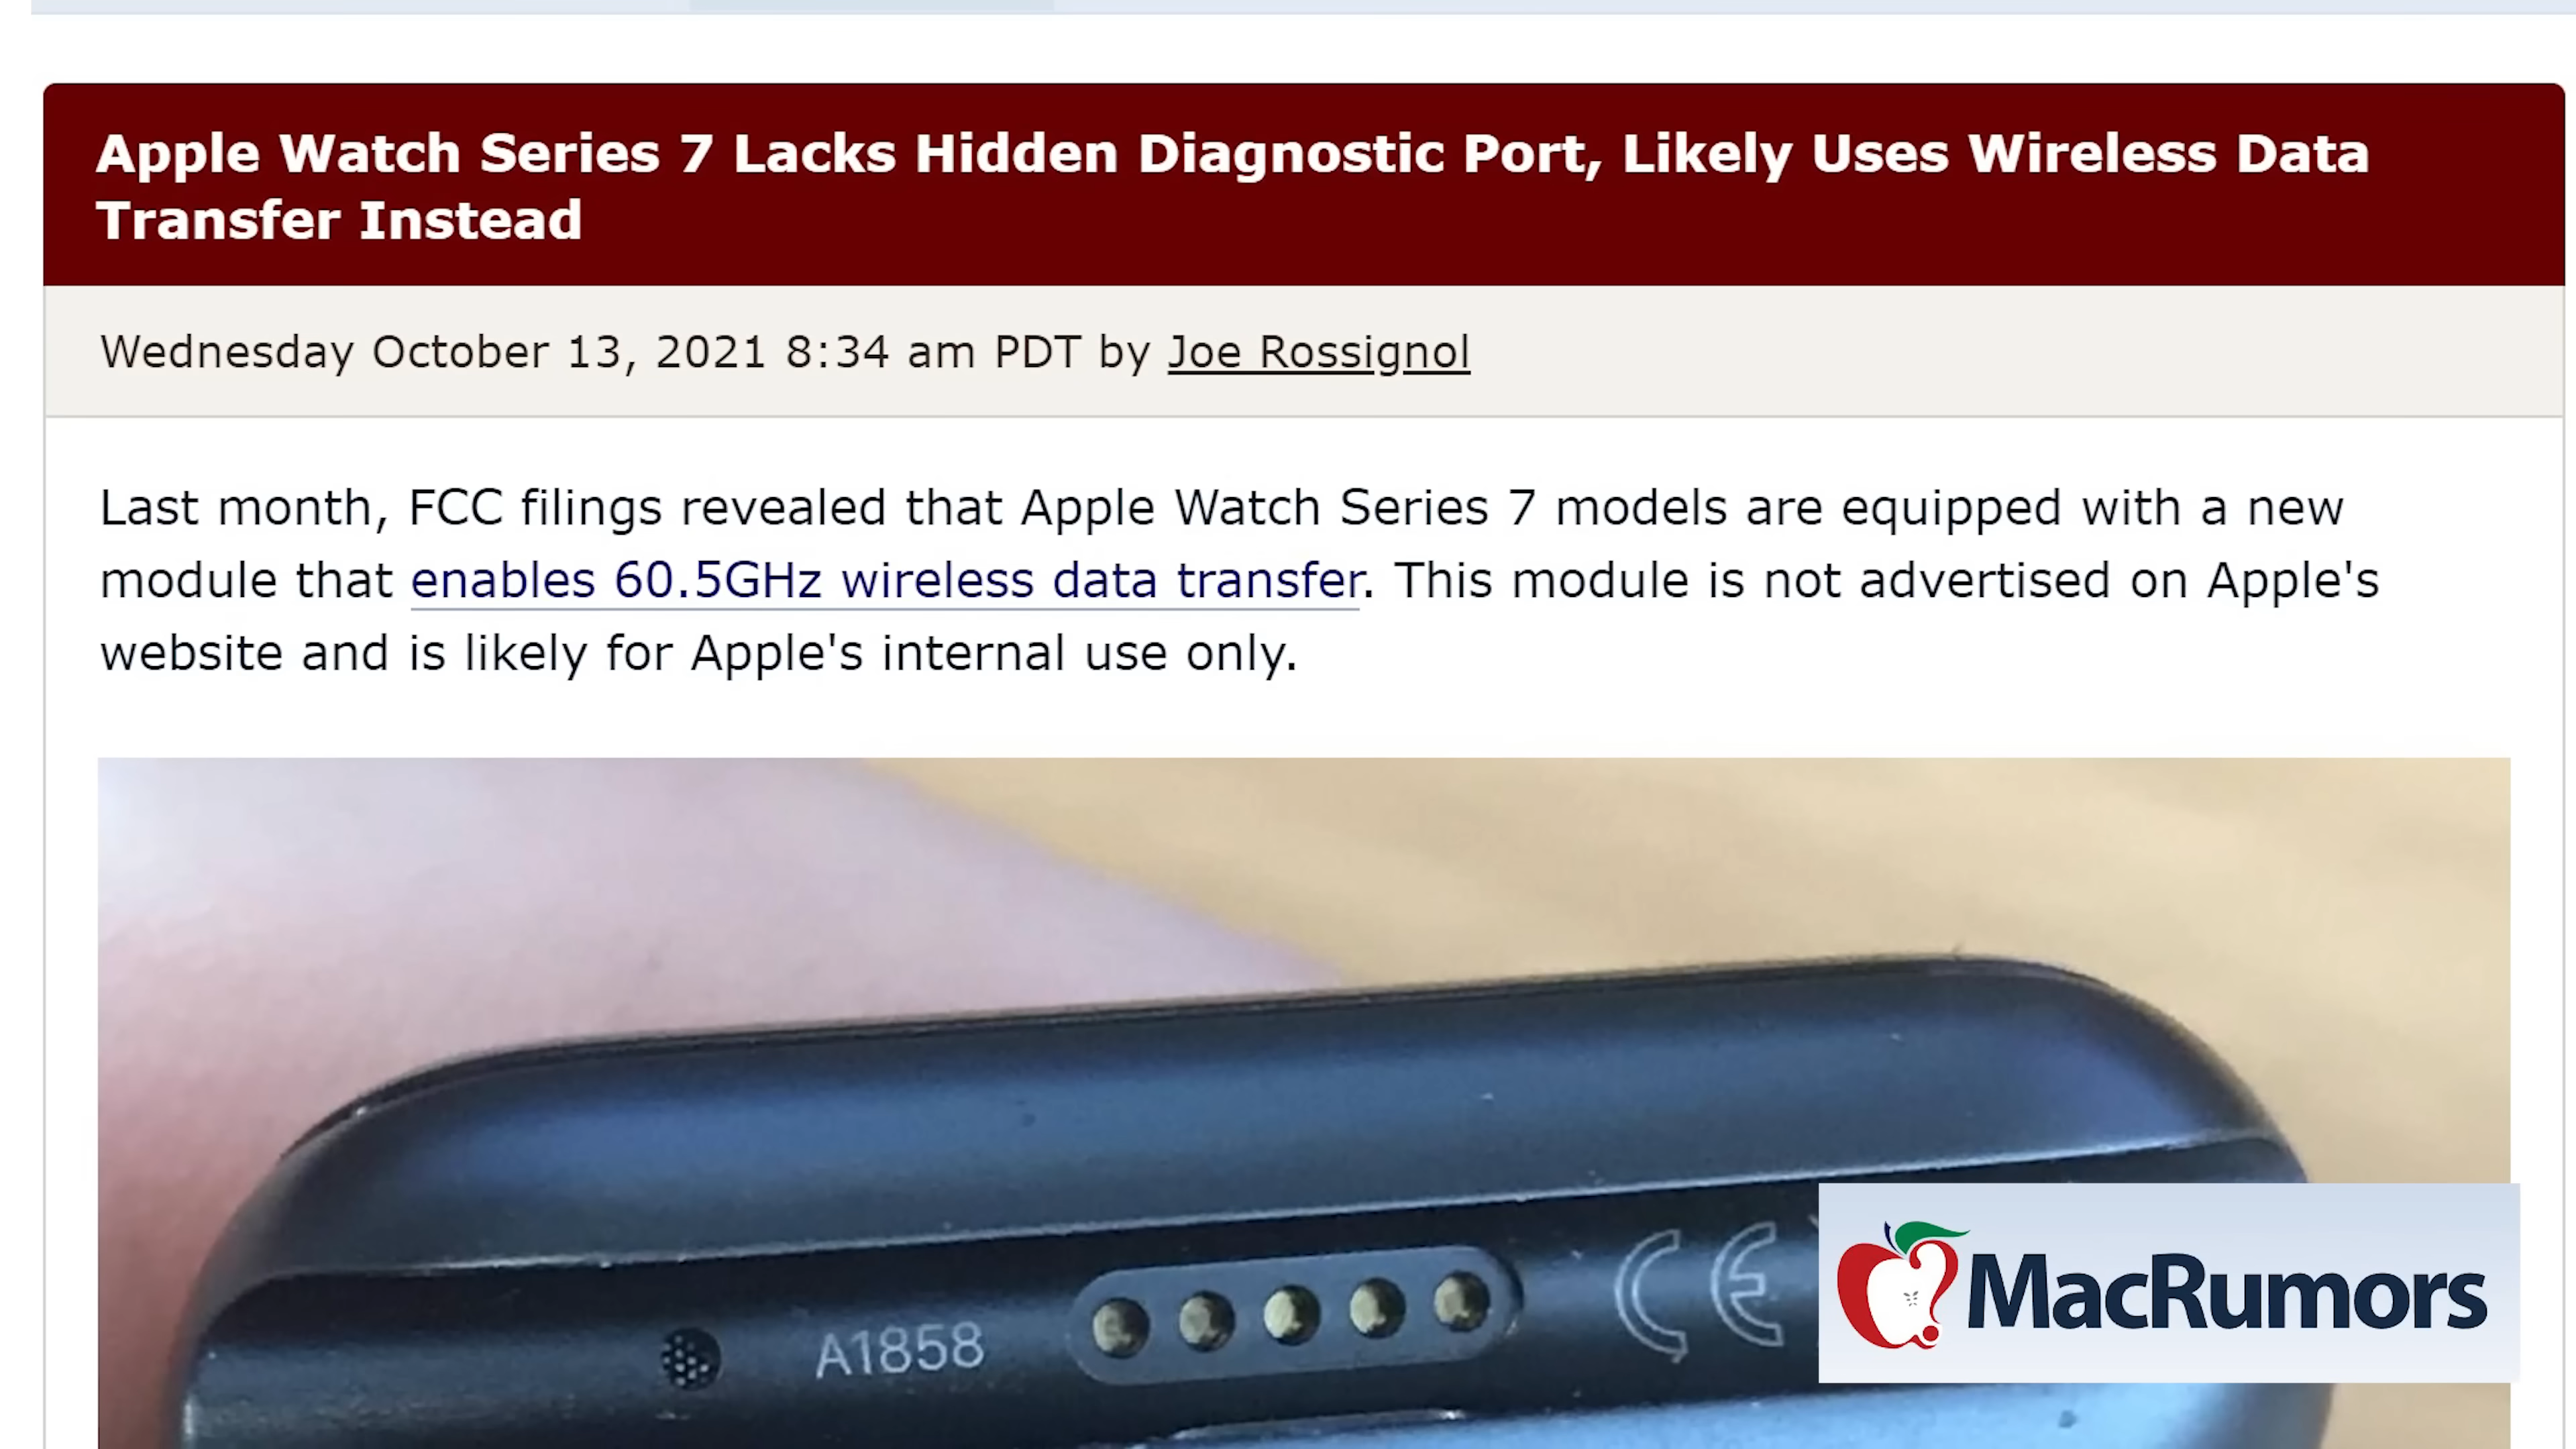 Apple Watch Series 7 Lacks Hidden Diagnostic Port, Likely Uses Wireless Data
Transfer Instead
Wednesday October 13, 2021 8:34 am PDT by Joe Rossignol
Last month, FCC filings revealed that Apple Watch Series 7 models are equipped with a new
module that enables 60.5GHz wireless data transfer. This module is not advertised on Apple's
website and is likely for Apple's internal use only.
A1858 CE
MacRumors